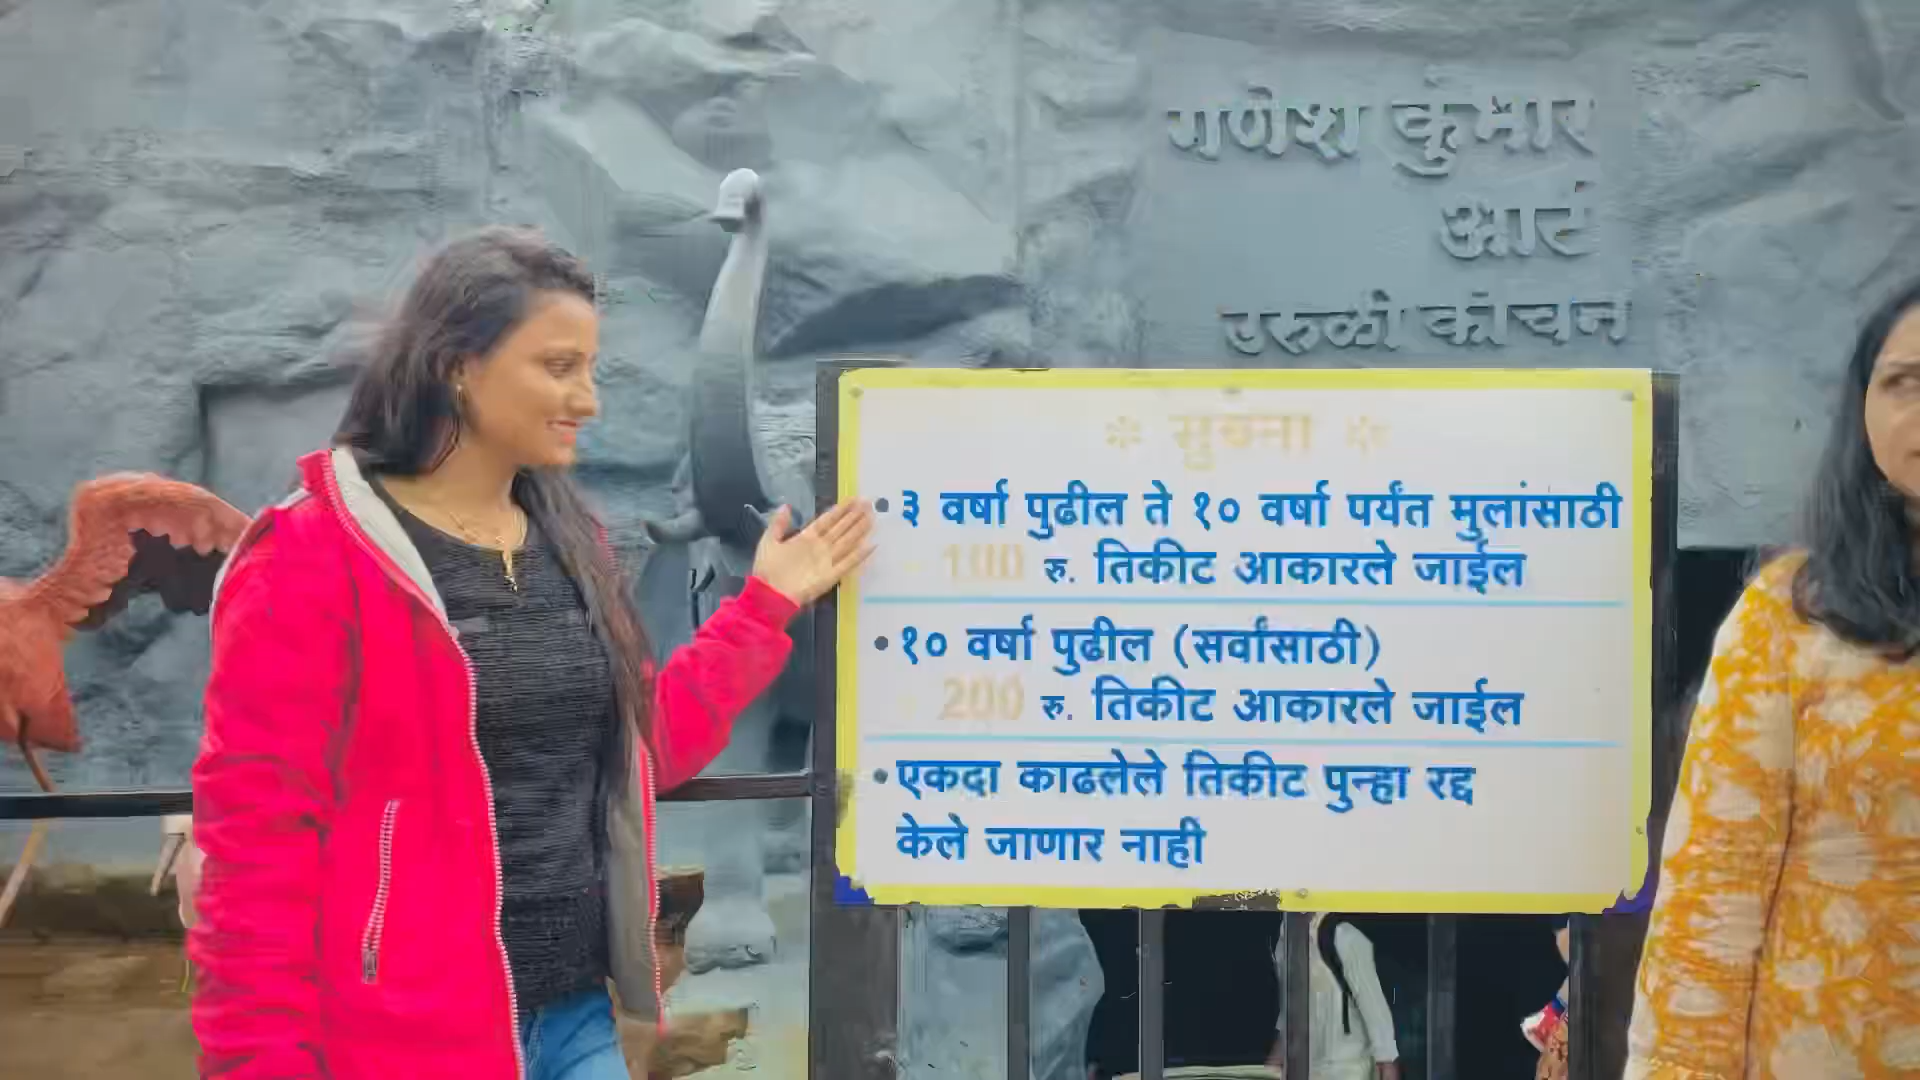 गणेश कुंभार
आर्ट
उरुळी कांचन
* सुचना *
• ३ वर्षा पुढील ते १० वर्षा पर्यंत मुलांसाठी
100 रु. तिकीट आकारले जाईल
• १० वर्षा पुढील (सर्वांसाठी)
200 रु. तिकीट आकारले जाईल
• एकदा काढलेले तिकीट पुन्हा रद्द
केले जाणार नाही